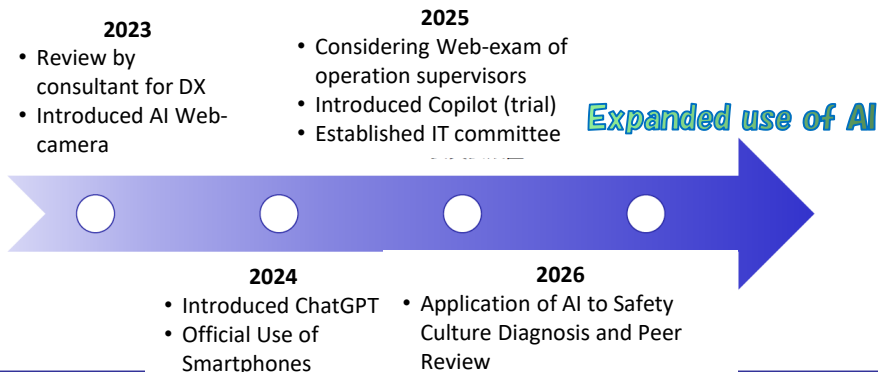 2023
• Review by
consultant for DX
• Introduced AI Web-
camera
2025
• Considering Web-exam of
operation supervisors
• Introduced Copilot (trial)
• Established IT committee
Expanded use of AI
2024
• Introduced ChatGPT
• Official Use of
Smartphones
2026
• Application of AI to Safety
Culture Diagnosis and Peer
Review